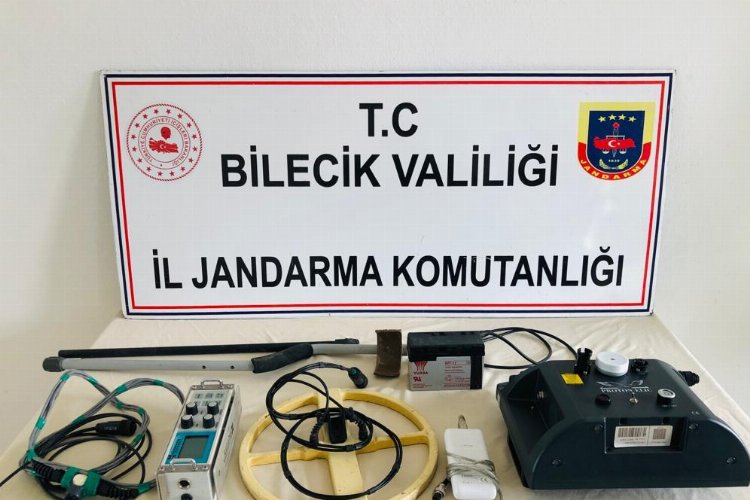 T.C
BİLECİK VALİLİĞİ
İL JANDARMA KOMUTANLIĞI
JANDARMA